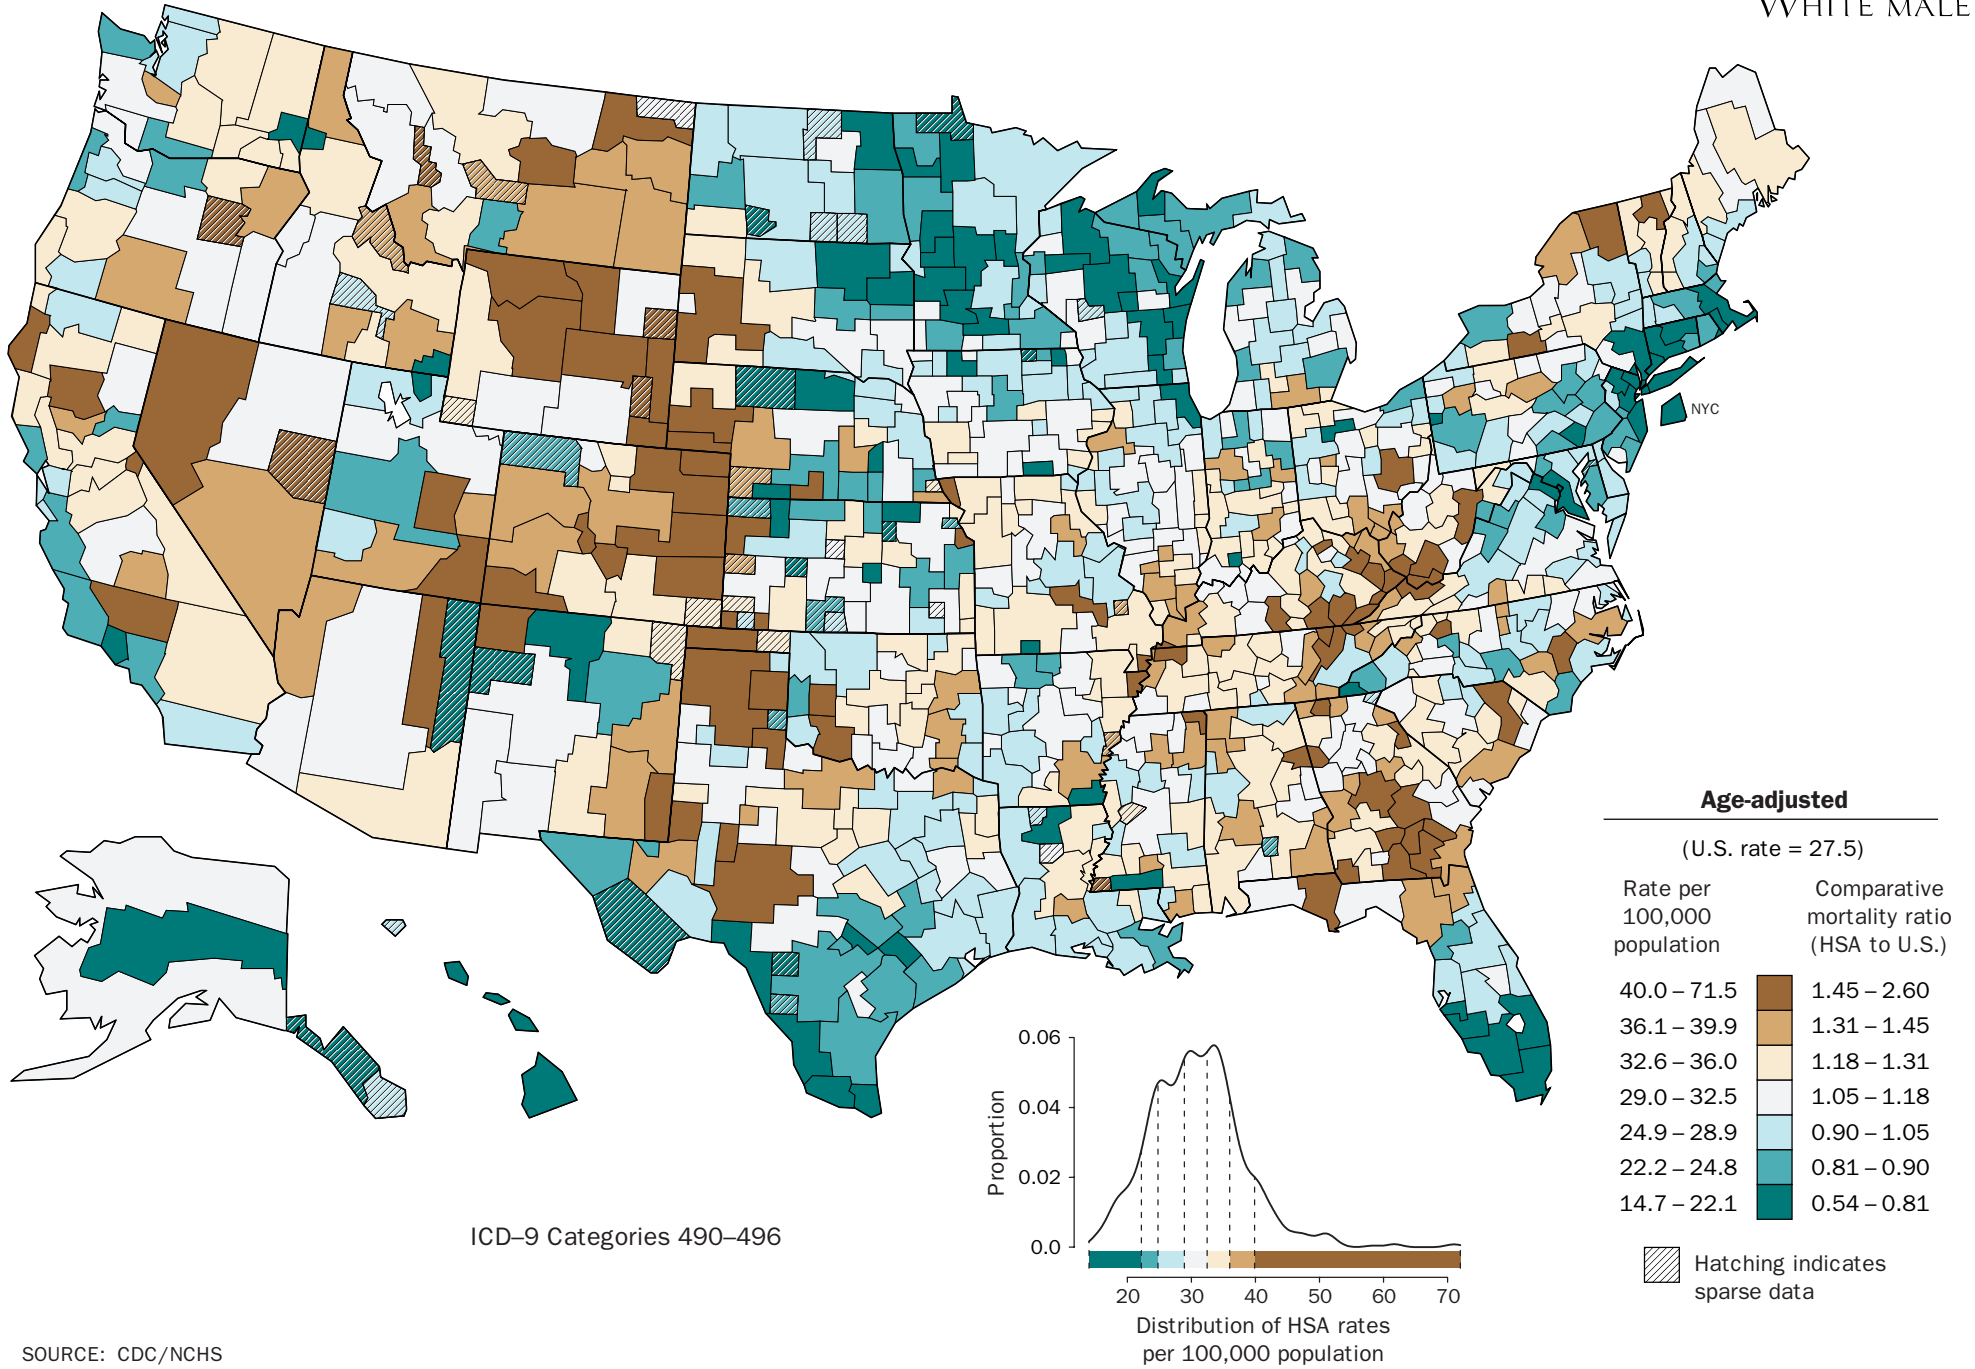 WHITE MALE
NYC
Age-adjusted
(U.S. rate = 27.5)
Rate per
100,000
population
Comparative
mortality ratio
(HSA to U.S.)
40.0 – 71.5 1.45 – 2.60
36.1 – 39.9 1.31 – 1.45
32.6 – 36.0 1.18 – 1.31
29.0 – 32.5 1.05 – 1.18
24.9 – 28.9 0.90 – 1.05
22.2 – 24.8 0.81 – 0.90
14.7 – 22.1 0.54 – 0.81
Hatching indicates
sparse data
0.06
0.04
0.02
0.0
Proportion
20 30 40 50 60 70
Distribution of HSA rates
per 100,000 population
ICD–9 Categories 490–496
SOURCE: CDC/NCHS